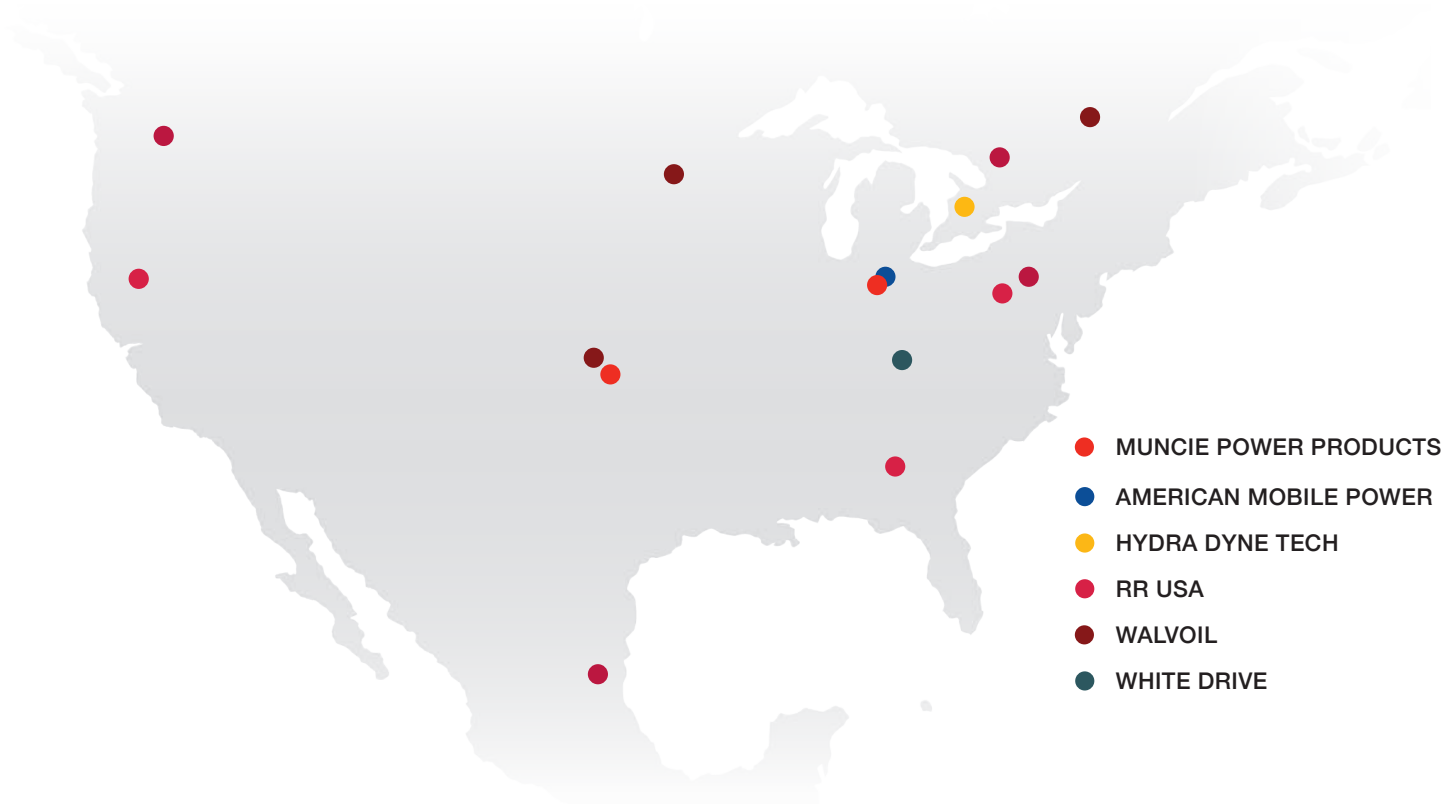 MUNCIE POWER PRODUCTS
AMERICAN MOBILE POWER
HYDRA DYNE TECH
RR USA
WALVOIL
WHITE DRIVE